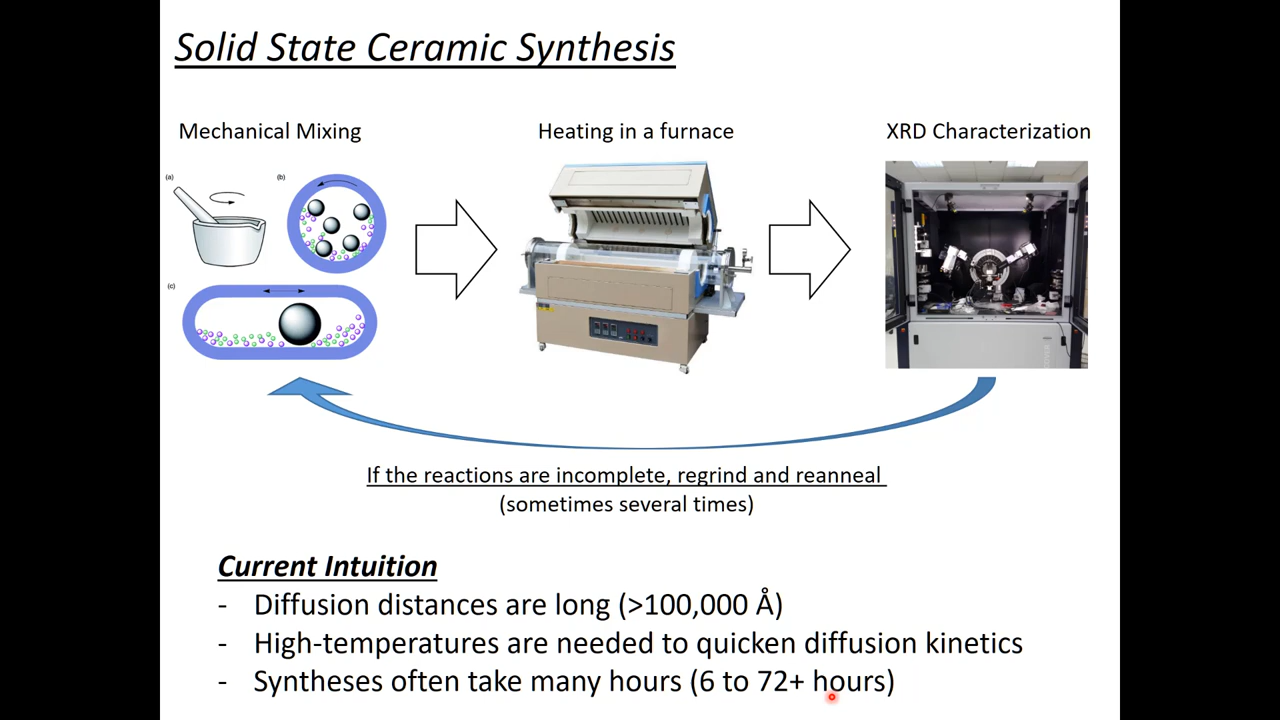 Solid State Ceramic Synthesis
Mechanical Mixing
Heating in a furnace
XRD Characterization
(a)
(b)
(c)
If the reactions are incomplete, regrind and reanneal
(sometimes several times)
Current Intuition
- Diffusion distances are long (>100,000 Å)
- High-temperatures are needed to quicken diffusion kinetics
- Syntheses often take many hours (6 to 72+ hours)